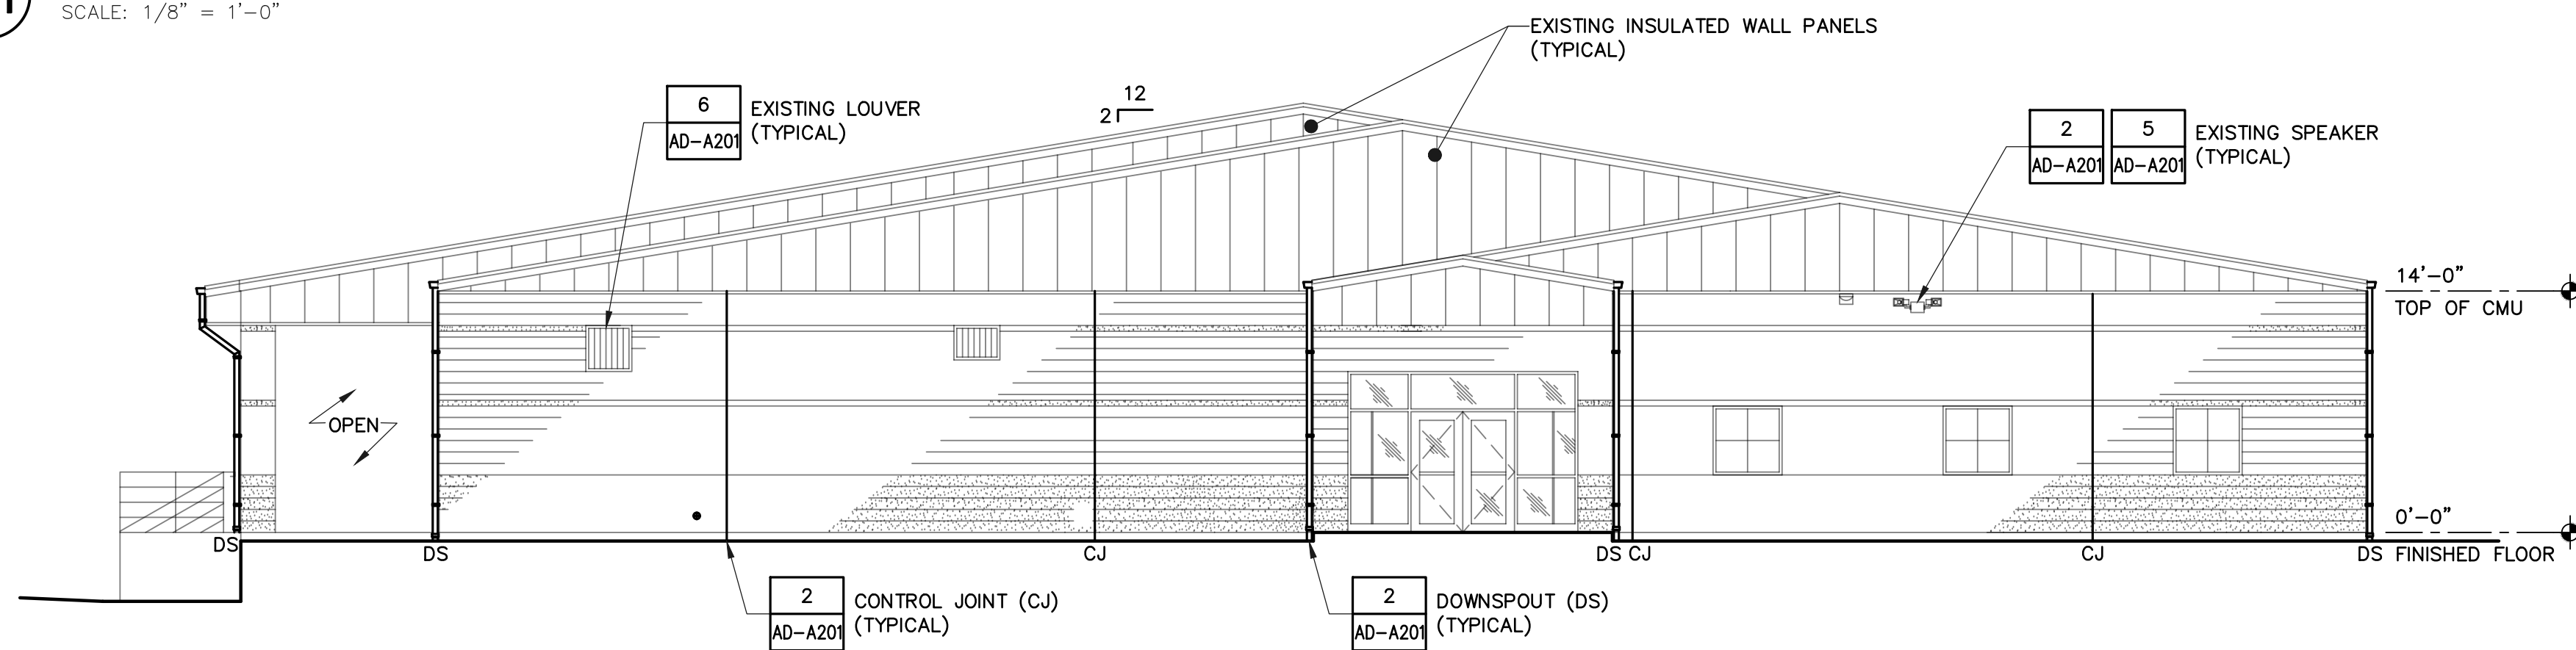 1
SCALE: 1/8" = 1'-0"
EXISTING INSULATED WALL PANELS
(TYPICAL)
6
AD-A201
EXISTING LOUVER
(TYPICAL)
12
2
2
AD-A201
5
AD-A201
EXISTING SPEAKER
(TYPICAL)
14'-0"
TOP OF CMU
OPEN
0'-0"
FINISHED FLOOR
DS
DS
CJ
DS CJ
CJ
DS
2
AD-A201
CONTROL JOINT (CJ)
(TYPICAL)
2
AD-A201
DOWNSPOUT (DS)
(TYPICAL)